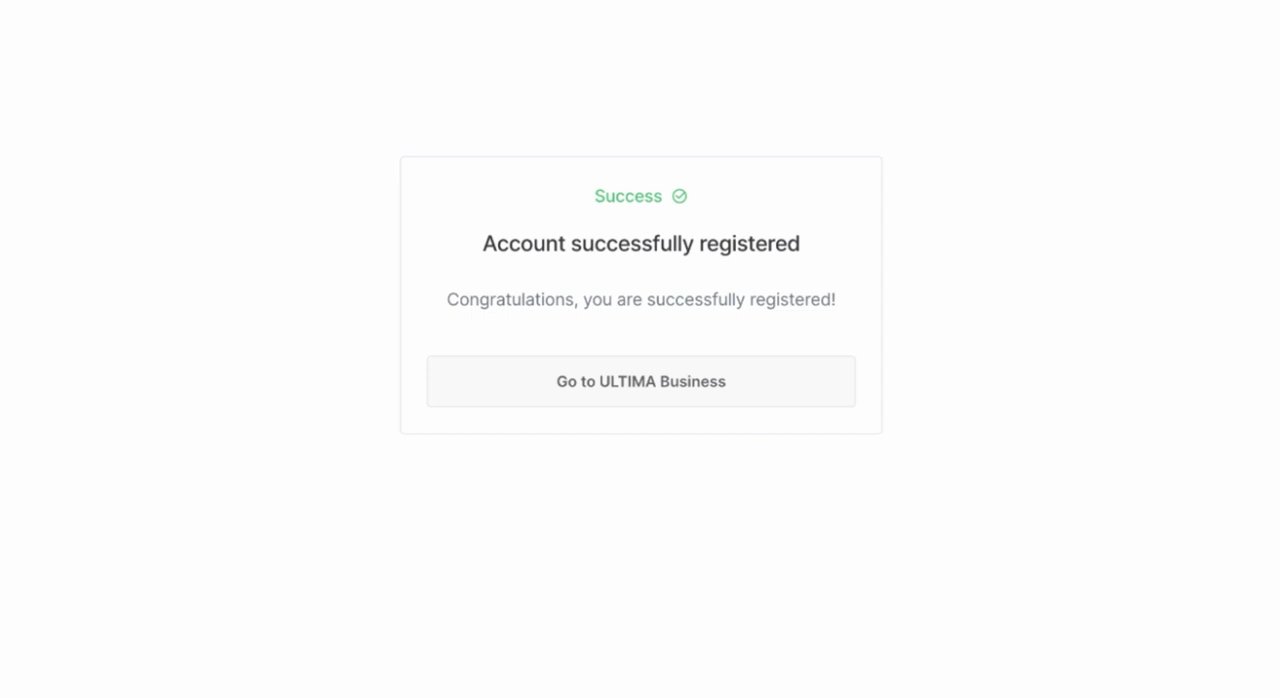 Success
Account successfully registered
Congratulations, you are successfully registered!
Go to ULTIMA Business